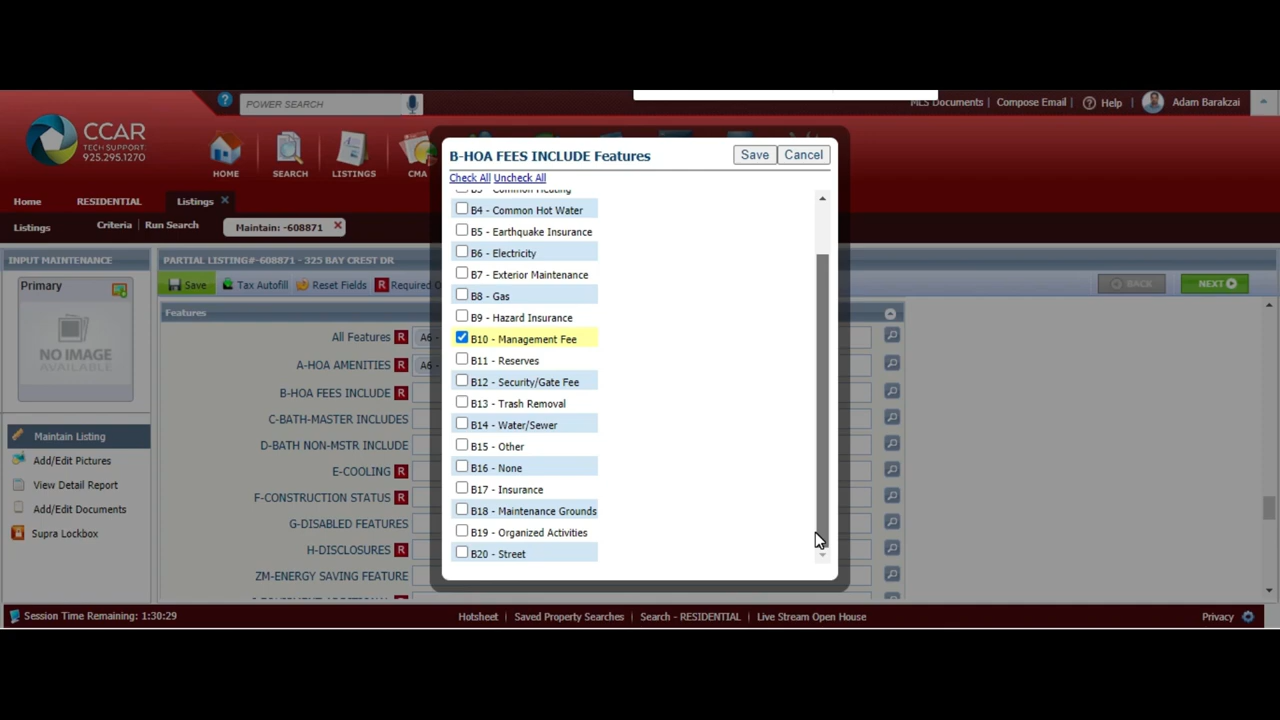 POWER SEARCH
MLS Documents | Compose Email | Help | Adam Barakzai
CCAR
TECH SUPPORT:
925.295.1270
HOME
SEARCH
LISTINGS
CMA
Home
RESIDENTIAL
Listings
Listings
Criteria | Run Search
Maintain: -608871
INPUT MAINTENANCE
Primary
NO IMAGE
AVAILABLE
Maintain Listing
Add/Edit Pictures
View Detail Report
Add/Edit Documents
Supra Lockbox
PARTIAL LISTING#-608871 - 325 BAY CREST DR
Save
Tax Autofill
Reset Fields
R Required
BACK
NEXT
Features
All Features R A6 -
A-HOA AMENITIES R A6 -
B-HOA FEES INCLUDE R
C-BATH-MASTER INCLUDES
D-BATH NON-MSTR INCLUDE
E-COOLING R
F-CONSTRUCTION STATUS R
G-DISABLED FEATURES
H-DISCLOSURES R
ZM-ENERGY SAVING FEATURE
B-HOA FEES INCLUDE Features
Save
Cancel
Check All Uncheck All
B3 - Common Heating
B4 - Common Hot Water
B5 - Earthquake Insurance
B6 - Electricity
B7 - Exterior Maintenance
B8 - Gas
B9 - Hazard Insurance
B10 - Management Fee
B11 - Reserves
B12 - Security/Gate Fee
B13 - Trash Removal
B14 - Water/Sewer
B15 - Other
B16 - None
B17 - Insurance
B18 - Maintenance Grounds
B19 - Organized Activities
B20 - Street
Session Time Remaining: 1:30:29
Hotsheet | Saved Property Searches | Search - RESIDENTIAL | Live Stream Open House
Privacy